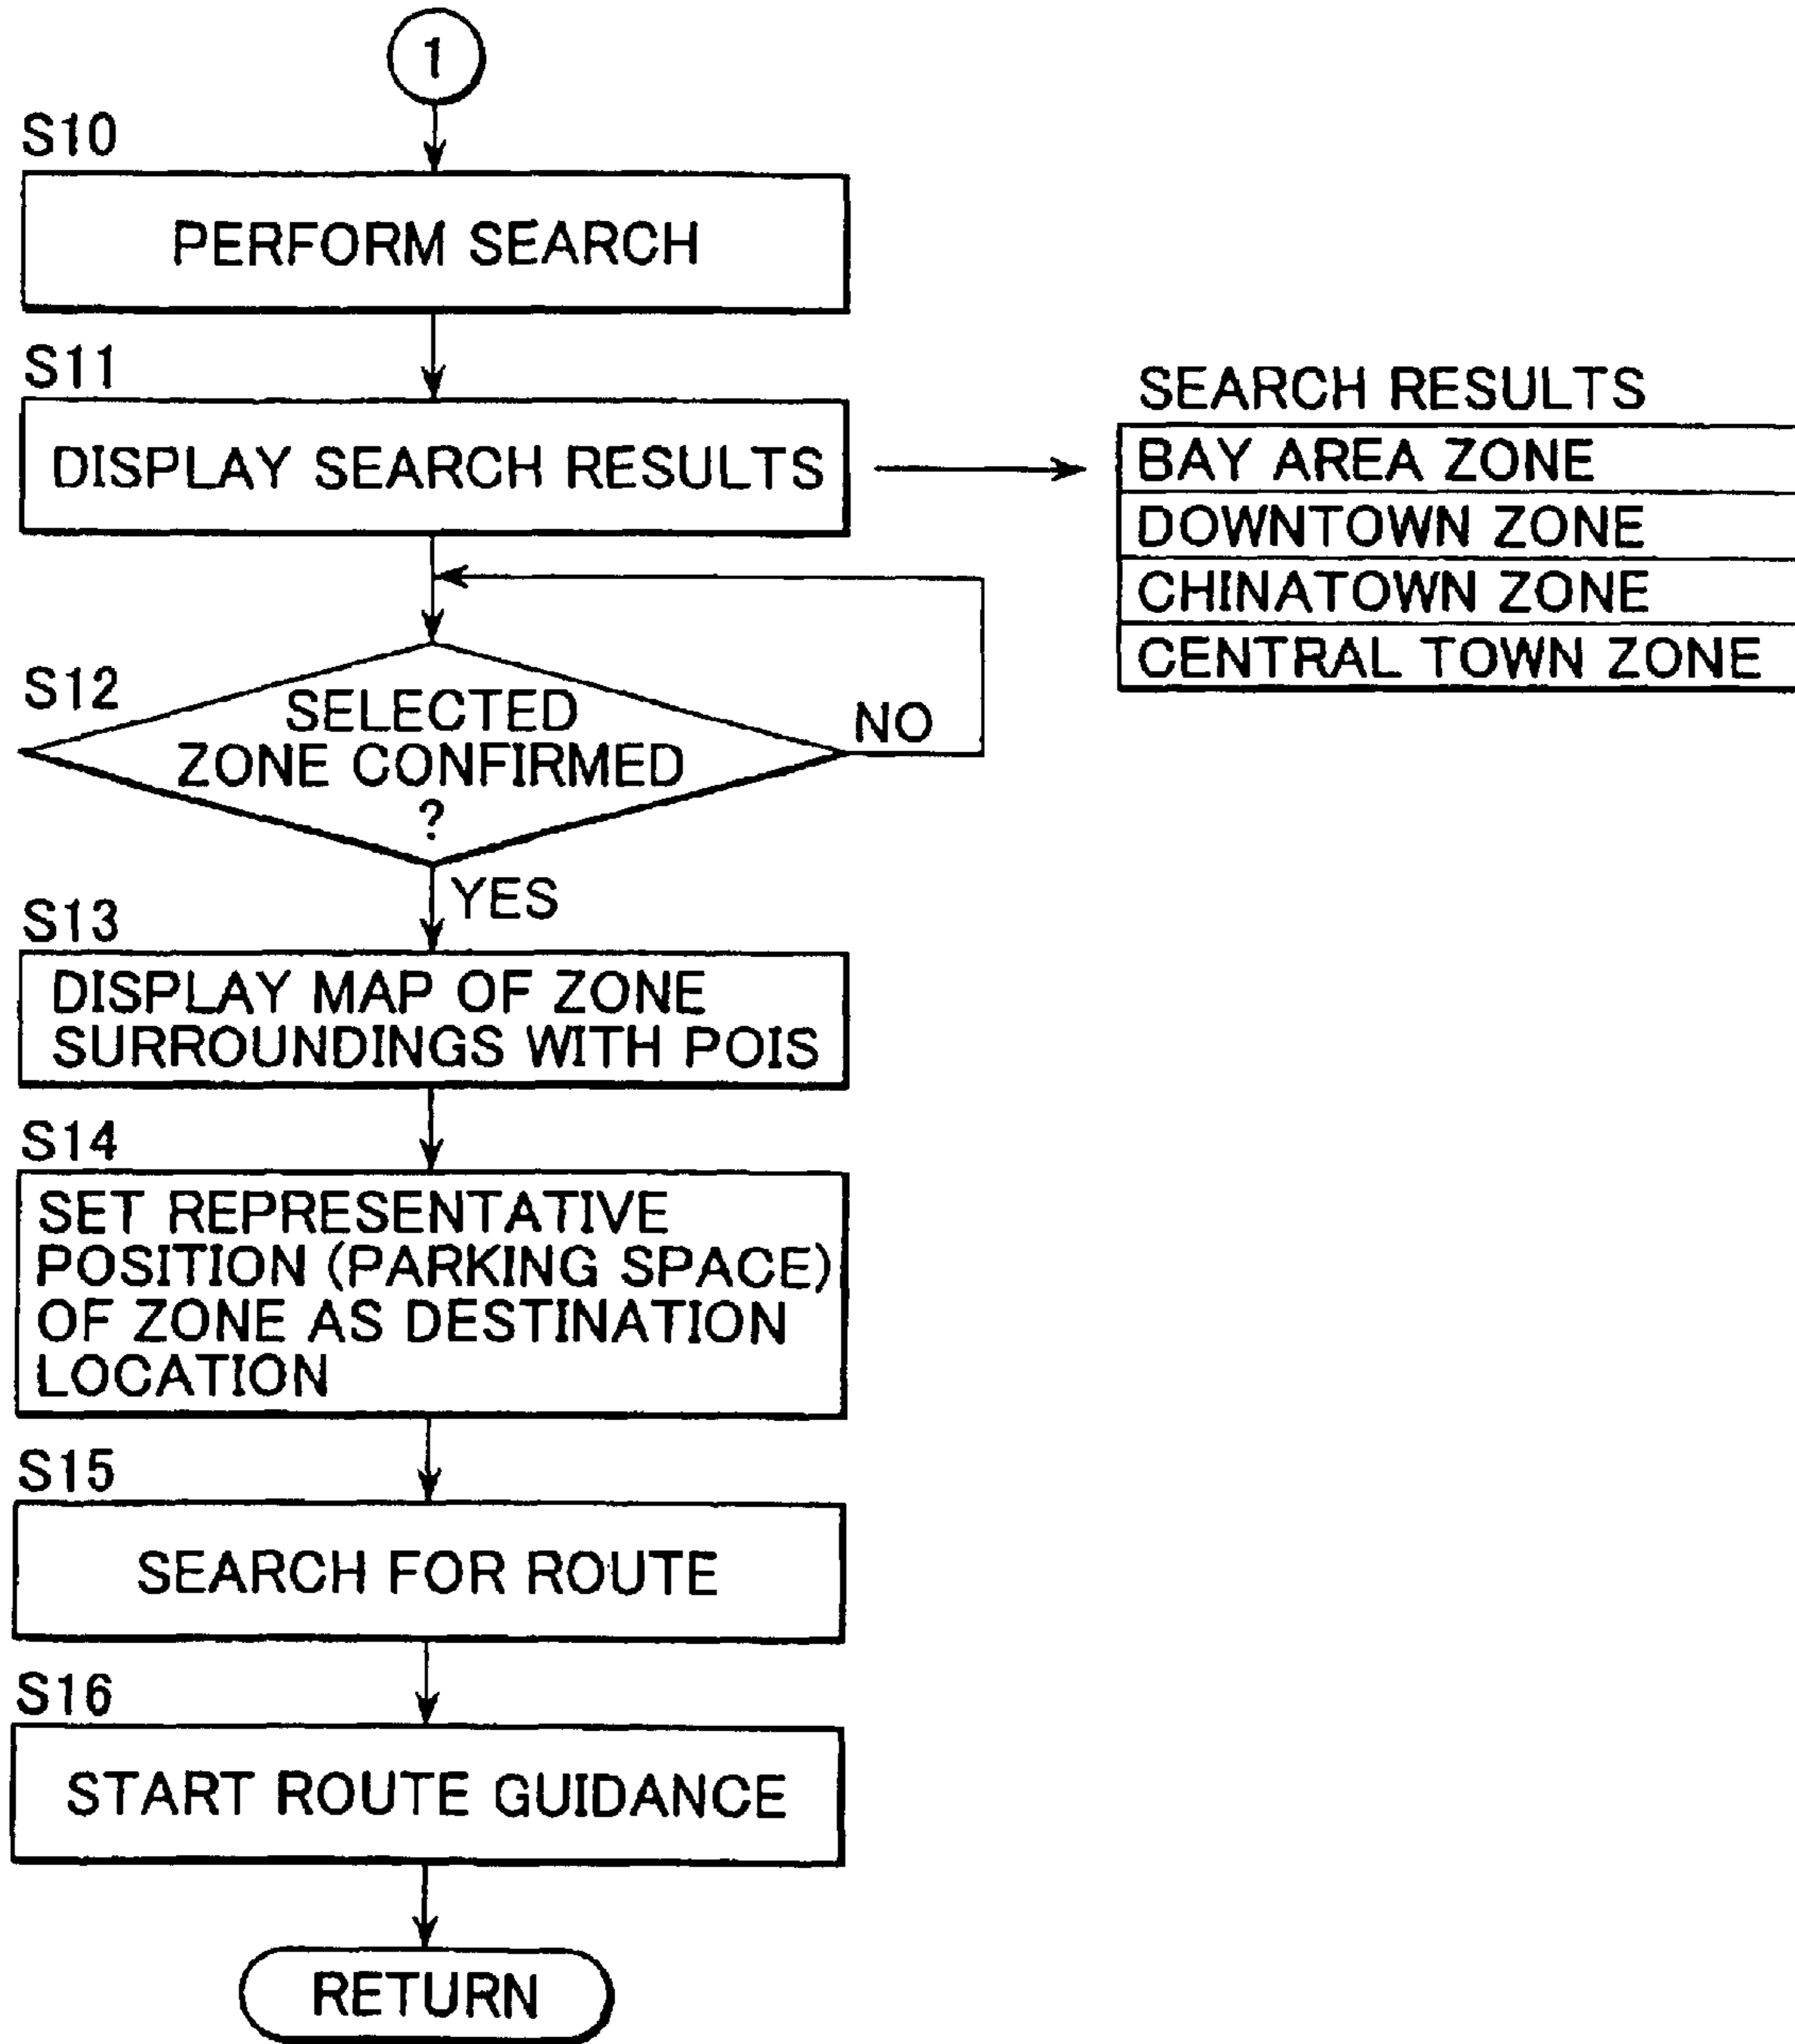 1
S10
PERFORM SEARCH
S11
DISPLAY SEARCH RESULTS
SEARCH RESULTS
BAY AREA ZONE
DOWNTOWN ZONE
CHINATOWN ZONE
CENTRAL TOWN ZONE
S12
SELECTED
ZONE CONFIRMED
?
NO
YES
S13
DISPLAY MAP OF ZONE
SURROUNDINGS WITH POIS
S14
SET REPRESENTATIVE
POSITION (PARKING SPACE)
OF ZONE AS DESTINATION
LOCATION
S15
SEARCH FOR ROUTE
S16
START ROUTE GUIDANCE
RETURN